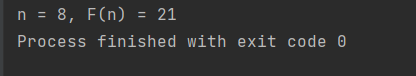 n = 8, F(n) = 21
Process finished with exit code 0